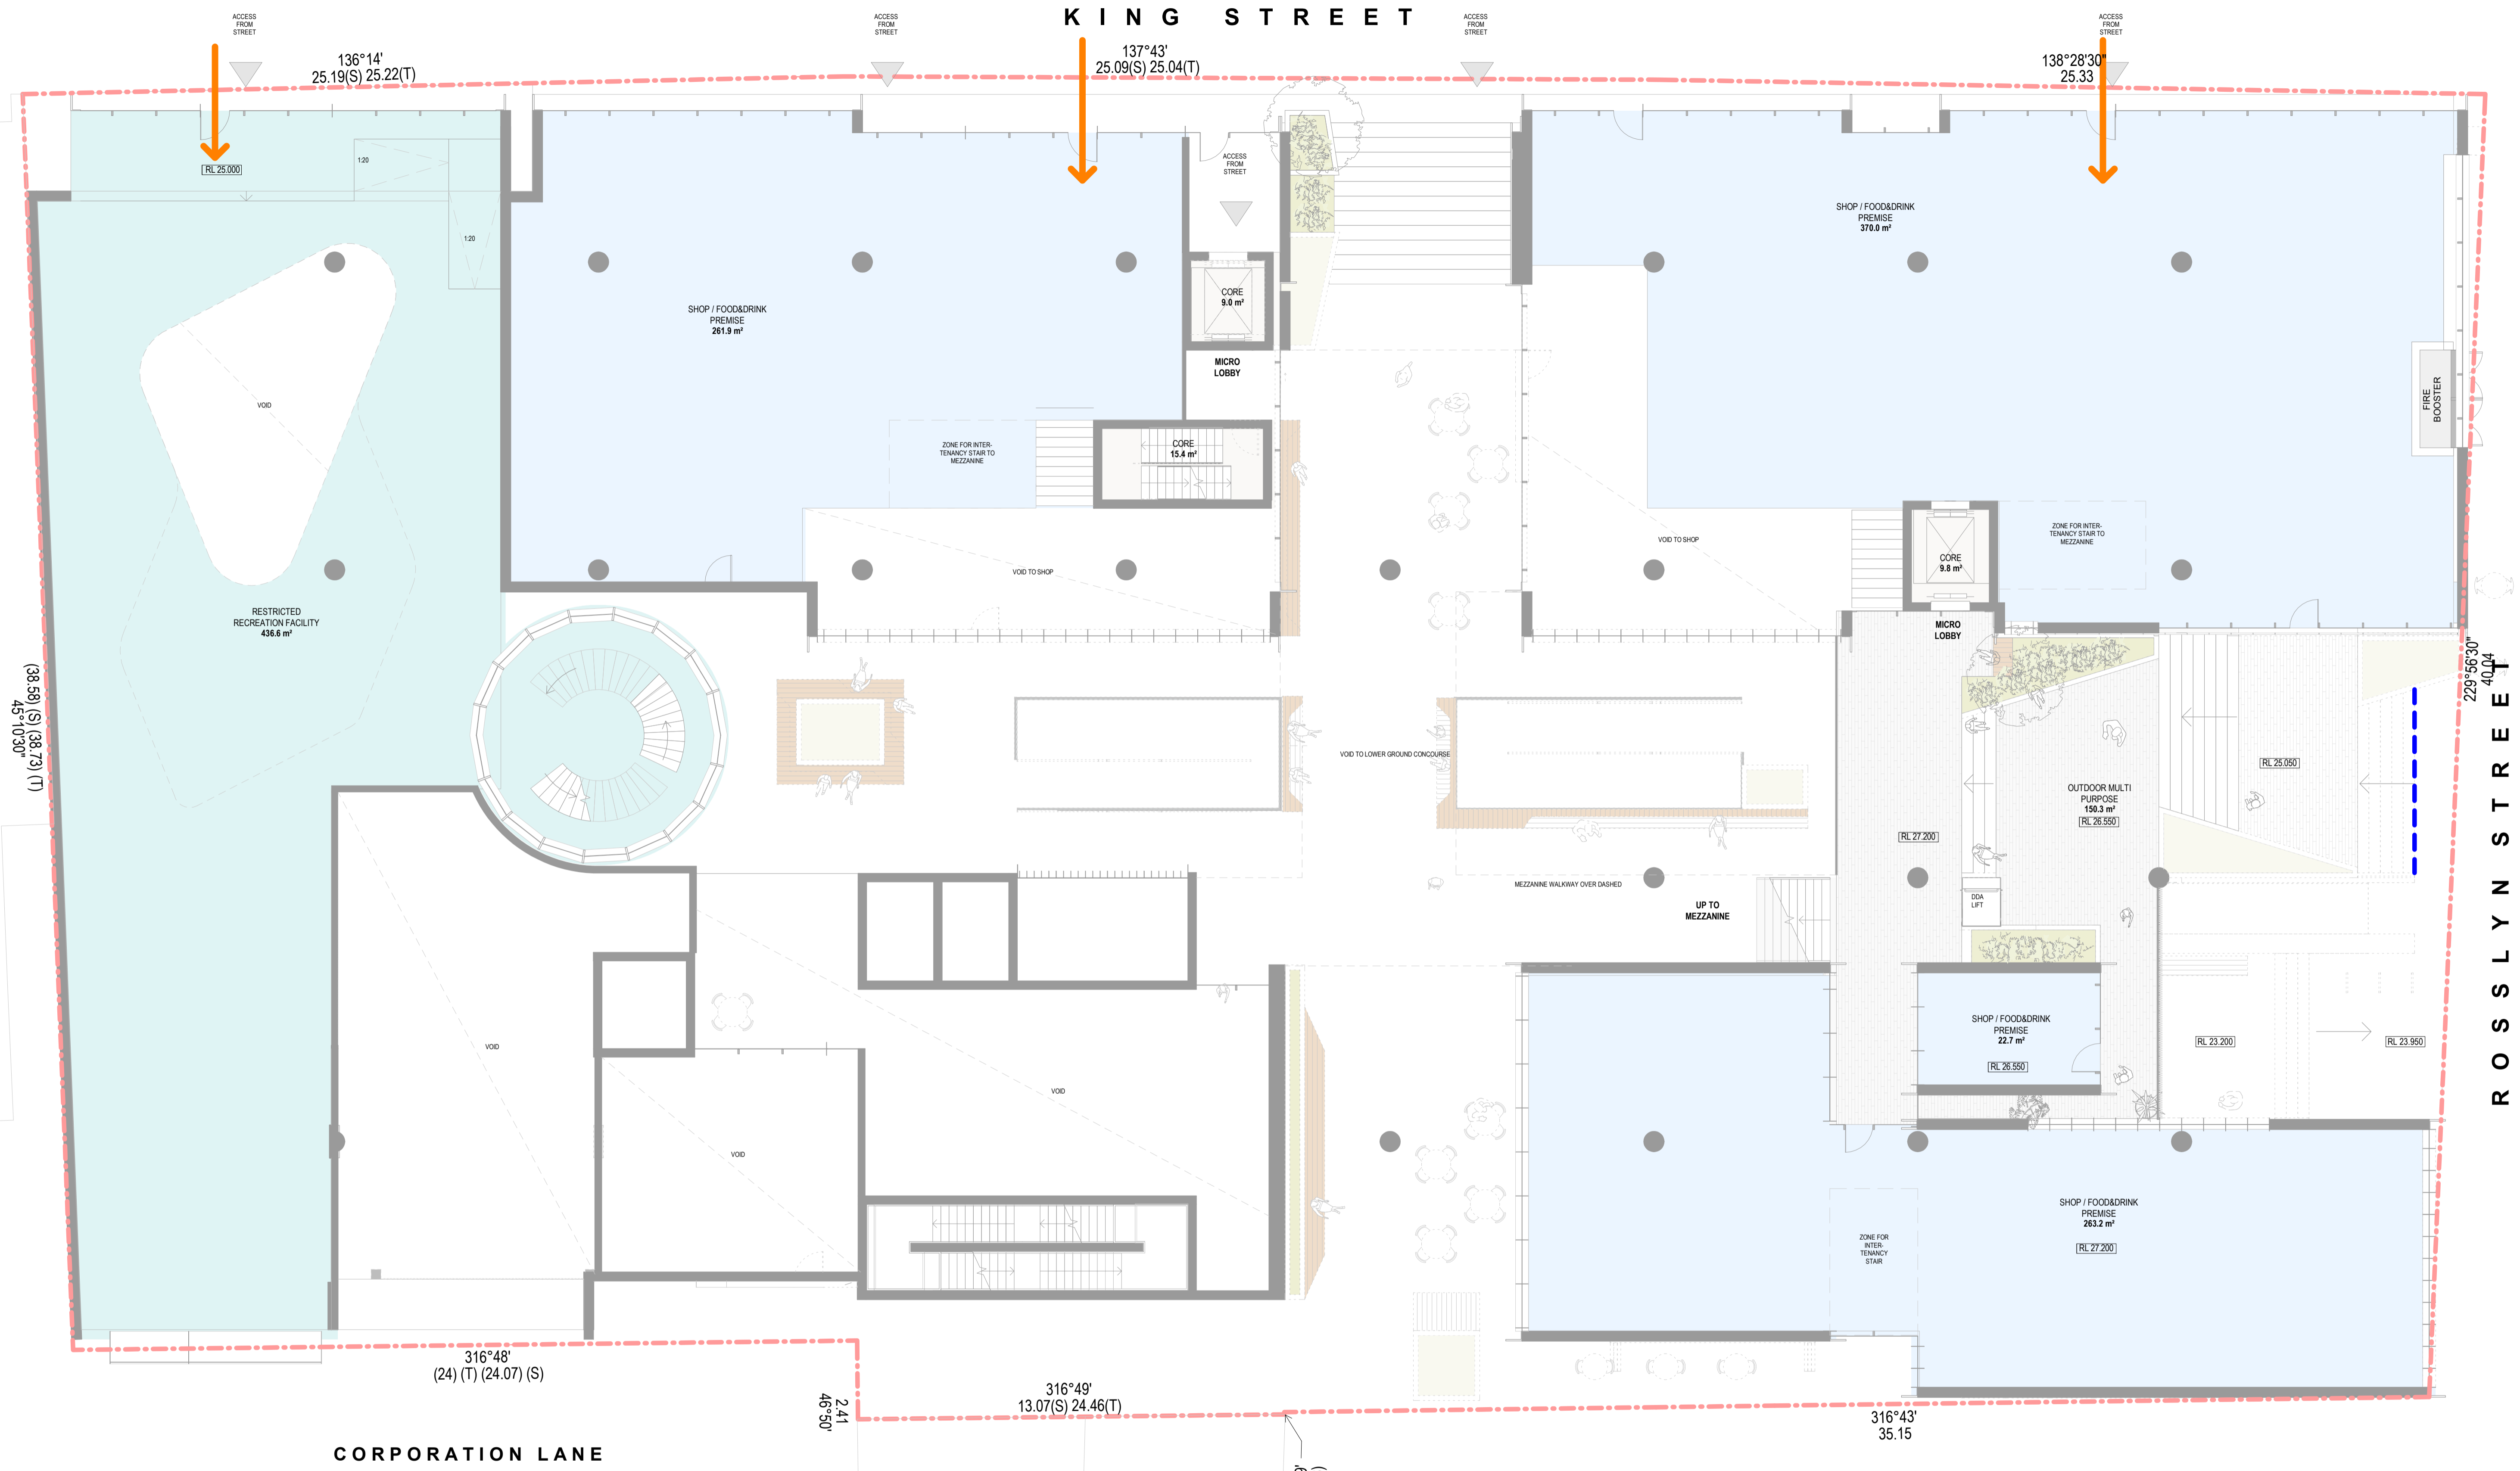 KING STREET
ACCESS
FROM
STREET
ACCESS
FROM
STREET
ACCESS
FROM
STREET
ACCESS
FROM
STREET
136°14'
25.19(S) 25.22(T)
137°43'
25.09(S) 25.04(T)
138°28'30"
25.33
RL 25.000
1:20
1:20
ACCESS
FROM
STREET
SHOP / FOOD&DRINK
PREMISE
370.0 m²
SHOP / FOOD&DRINK
PREMISE
261.9 m²
CORE
9.0 m²
MICRO
LOBBY
VOID
FIRE
BOOSTER
ZONE FOR INTER-
TENANCY STAIR TO
MEZZANINE
CORE
15.4 m²
ZONE FOR INTER-
TENANCY STAIR TO
MEZZANINE
VOID TO SHOP
VOID TO SHOP
CORE
9.8 m²
RESTRICTED
RECREATION FACILITY
436.6 m²
MICRO
LOBBY
(38.58) (S) (38.73) (T)
45°10'30"
229°56'30"
40.04
ROSSLYN STREET
VOID TO LOWER GROUND CONCOURSE
RL 25.050
OUTDOOR MULTI
PURPOSE
150.3 m²
RL 26.550
RL 27.200
MEZZANINE WALKWAY OVER DASHED
UP TO
MEZZANINE
DDA
LIFT
SHOP / FOOD&DRINK
PREMISE
22.7 m²
RL 26.550
RL 23.200
RL 23.950
VOID
VOID
VOID
SHOP / FOOD&DRINK
PREMISE
263.2 m²
RL 27.200
ZONE FOR
INTER-
TENANCY
STAIR
316°48'
(24) (T) (24.07) (S)
2.41
46°50'
316°49'
13.07(S) 24.46(T)
316°43'
35.15
CORPORATION LANE